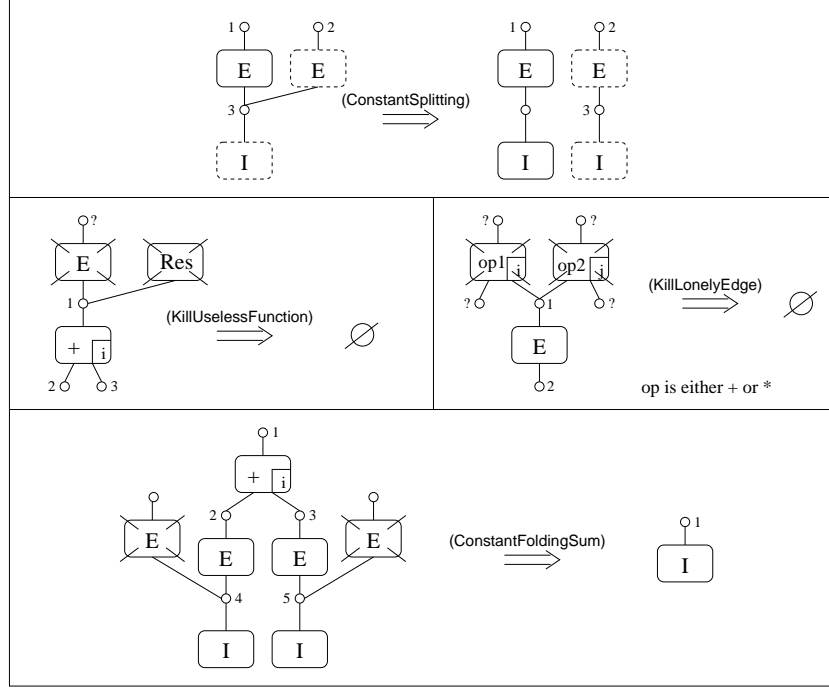 1 2 1 2
E E E E
3 (ConstantSplitting) 3
I I I
? ? ?
E Res op1 i op2 j
1 (KillUselessFunction) ? 1 ? (KillLonelyEdge)
+ i E
2 3 2 op is either + or *
1
+ i
2 3
E E E E (ConstantFoldingSum) 1
I
4 5
I I